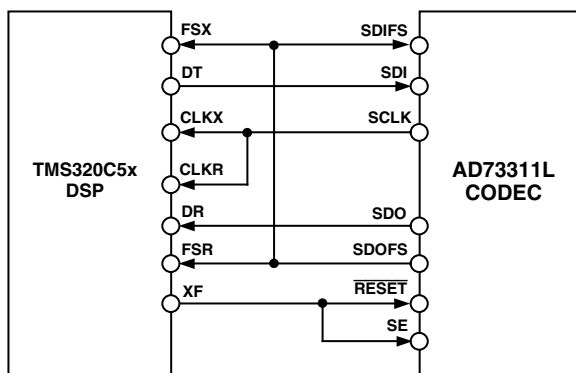 FSX
SDIFS
DT
SDI
CLKX
SCLK
TMS320C5x
DSP
CLKR
AD73311L
CODEC
DR
SDO
FSR
SDOFS
XF
RESET
SE